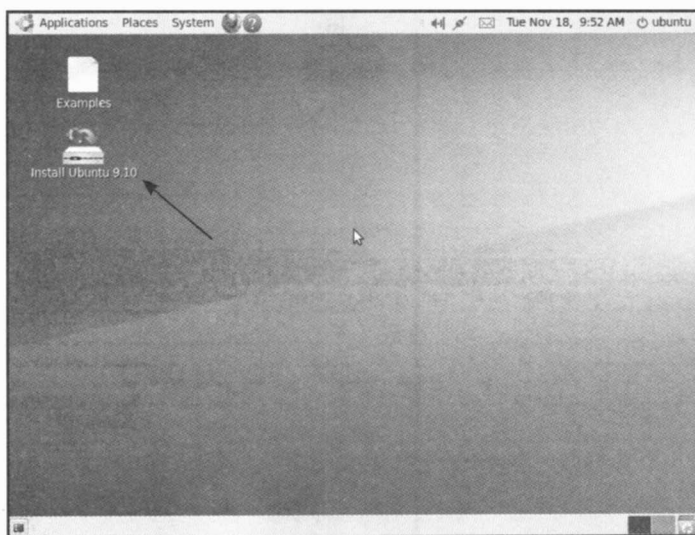 Applications Places System Tue Nov 18, 9:52 AM ubuntu
Examples
Install Ubuntu 9.10